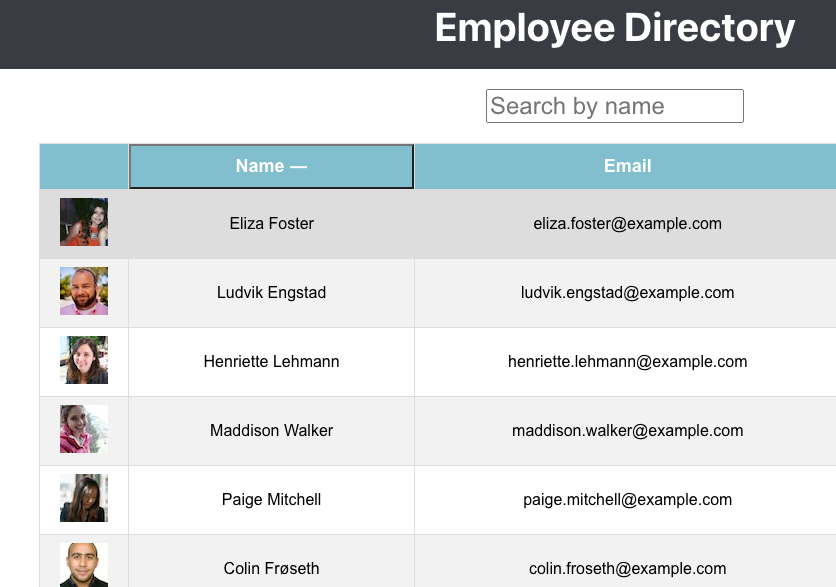 Employee Directory
Search by name
Name — Email
Eliza Foster eliza.foster@example.com
Ludvik Engstad ludvik.engstad@example.com
Henriette Lehmann henriette.lehmann@example.com
Maddison Walker maddison.walker@example.com
Paige Mitchell paige.mitchell@example.com
Colin Frøseth colin.froseth@example.com